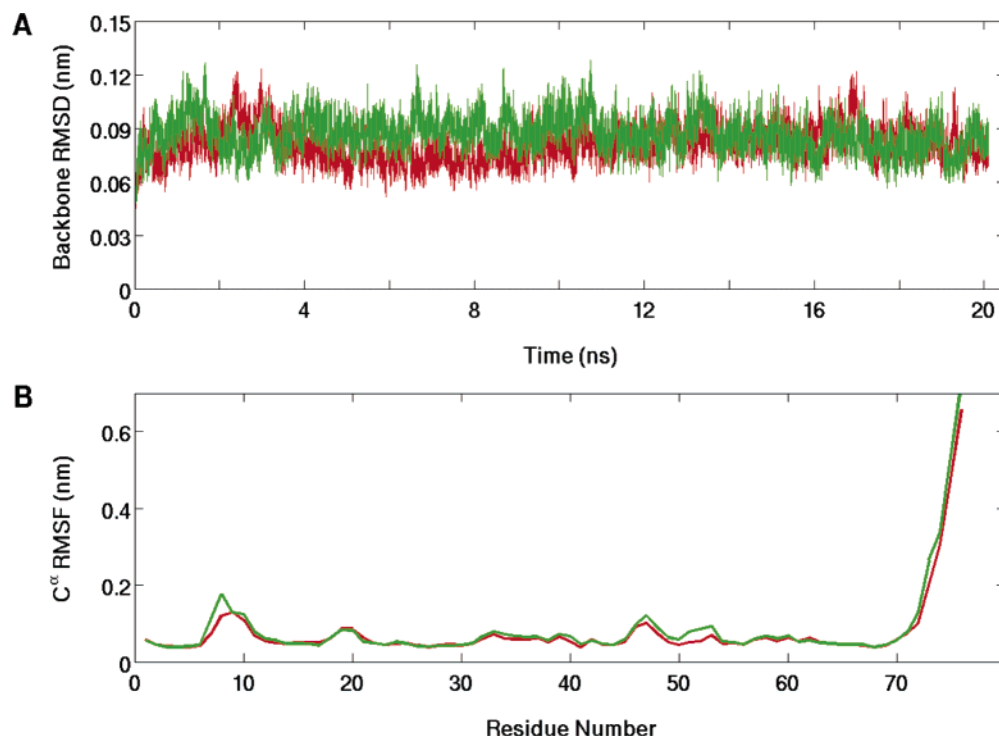 A
Backbone RMSD (nm)
0.15
0.12
0.09
0.06
0.03
0
0 4 8 12 16 20
Time (ns)
B
Cα RMSF (nm)
0.6
0.4
0.2
0
0 10 20 30 40 50 60 70
Residue Number